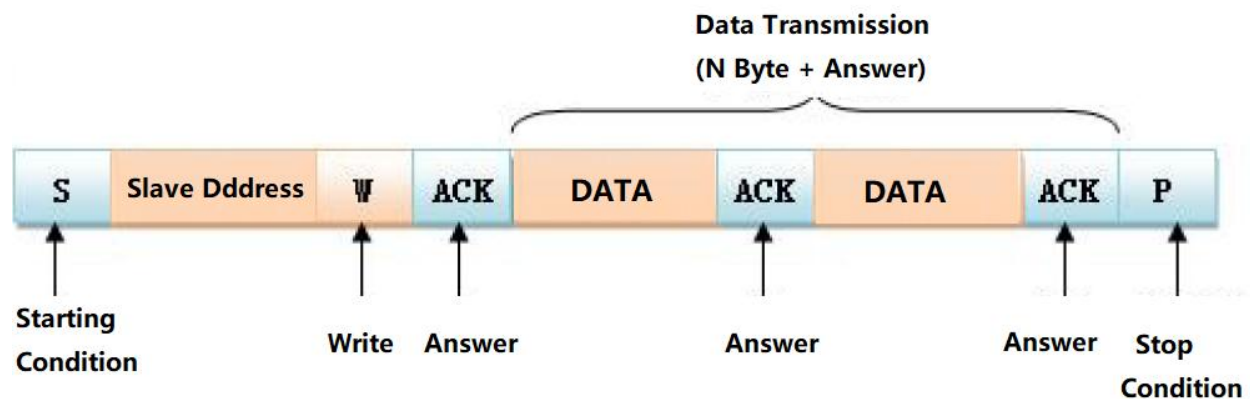 Data Transmission
(N Byte + Answer)
S Slave Dddress W ACK DATA ACK DATA ACK P
Starting
Condition
Write
Answer
Answer
Answer
Stop
Condition